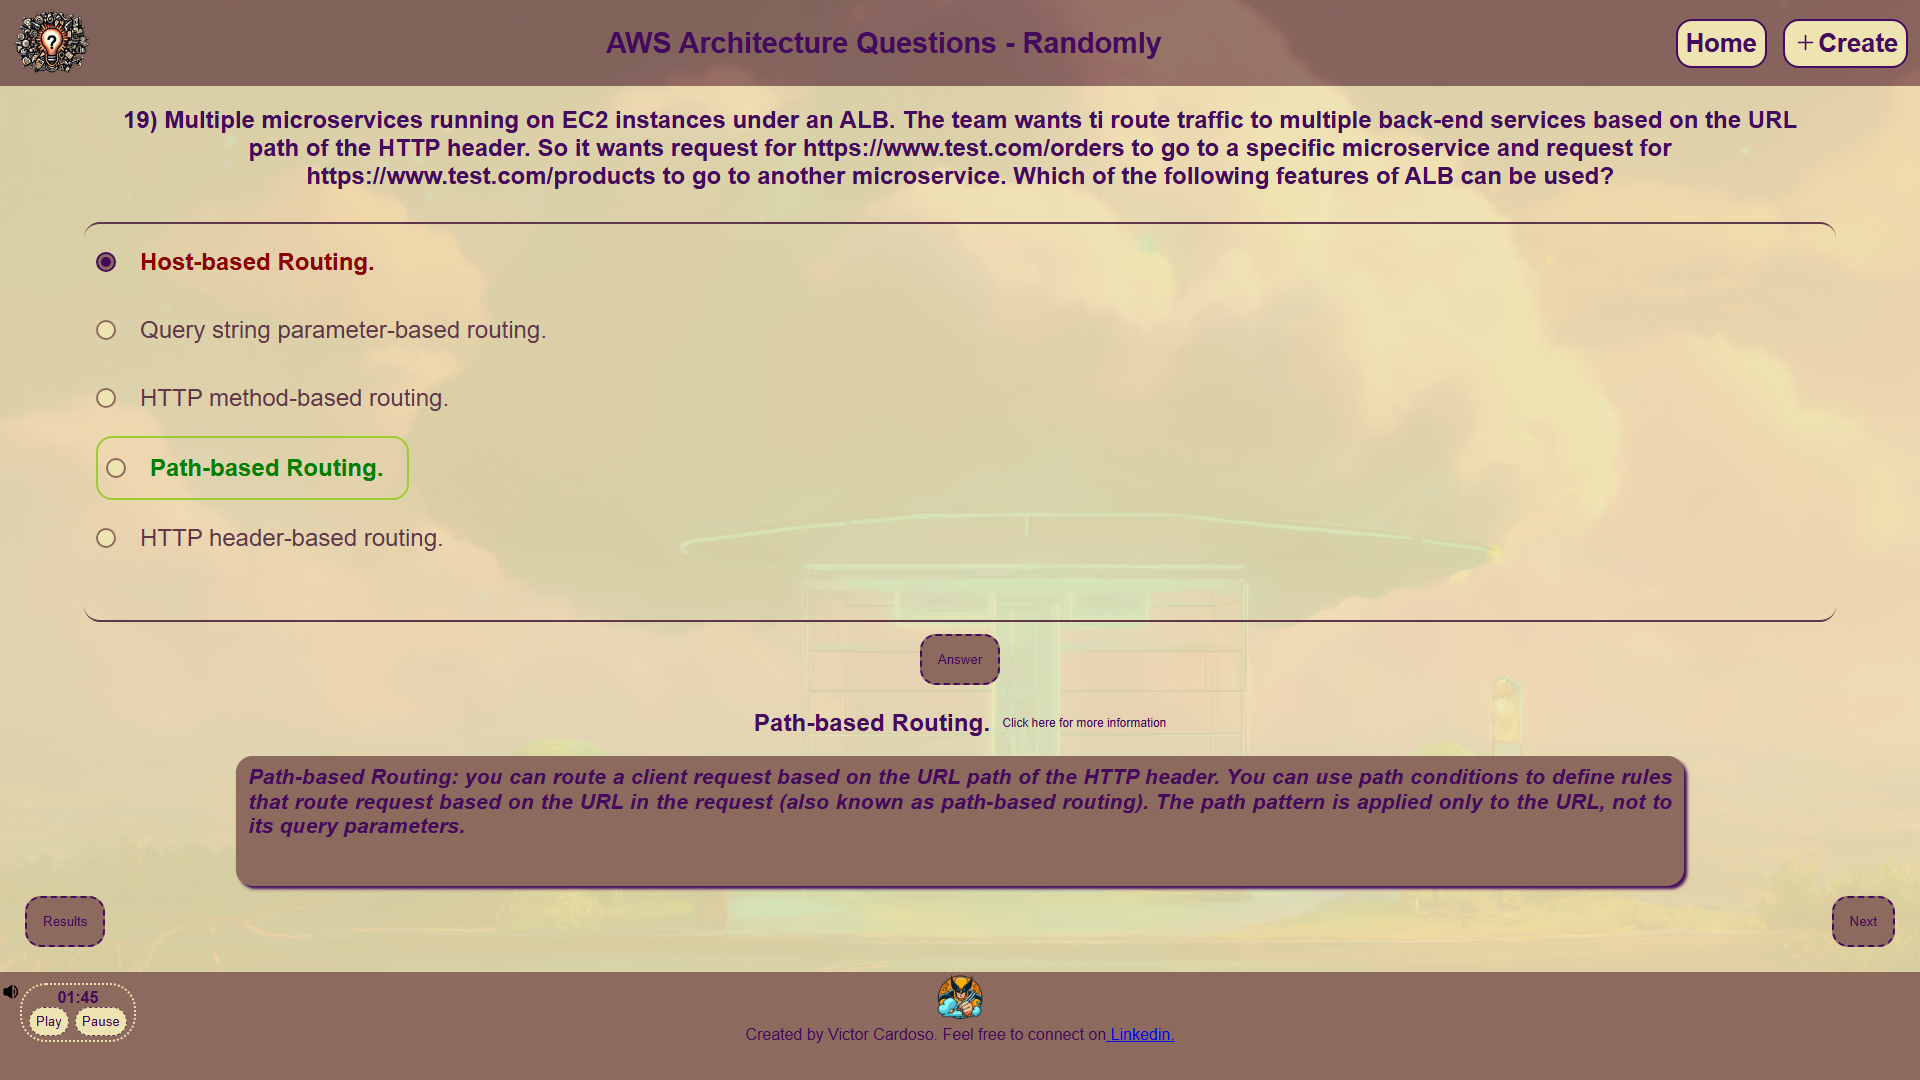 AWS Architecture Questions - Randomly
Home
+ Create
19) Multiple microservices running on EC2 instances under an ALB. The team wants ti route traffic to multiple back-end services based on the URL
path of the HTTP header. So it wants request for https://www.test.com/orders to go to a specific microservice and request for
https://www.test.com/products to go to another microservice. Which of the following features of ALB can be used?
Host-based Routing.
Query string parameter-based routing.
HTTP method-based routing.
Path-based Routing.
HTTP header-based routing.
Answer
Path-based Routing. Click here for more information
Path-based Routing: you can route a client request based on the URL path of the HTTP header. You can use path conditions to define rules
that route request based on the URL in the request (also known as path-based routing). The path pattern is applied only to the URL, not to
its query parameters.
Results
Next
01:45
Play Pause
Created by Victor Cardoso. Feel free to connect on Linkedin.